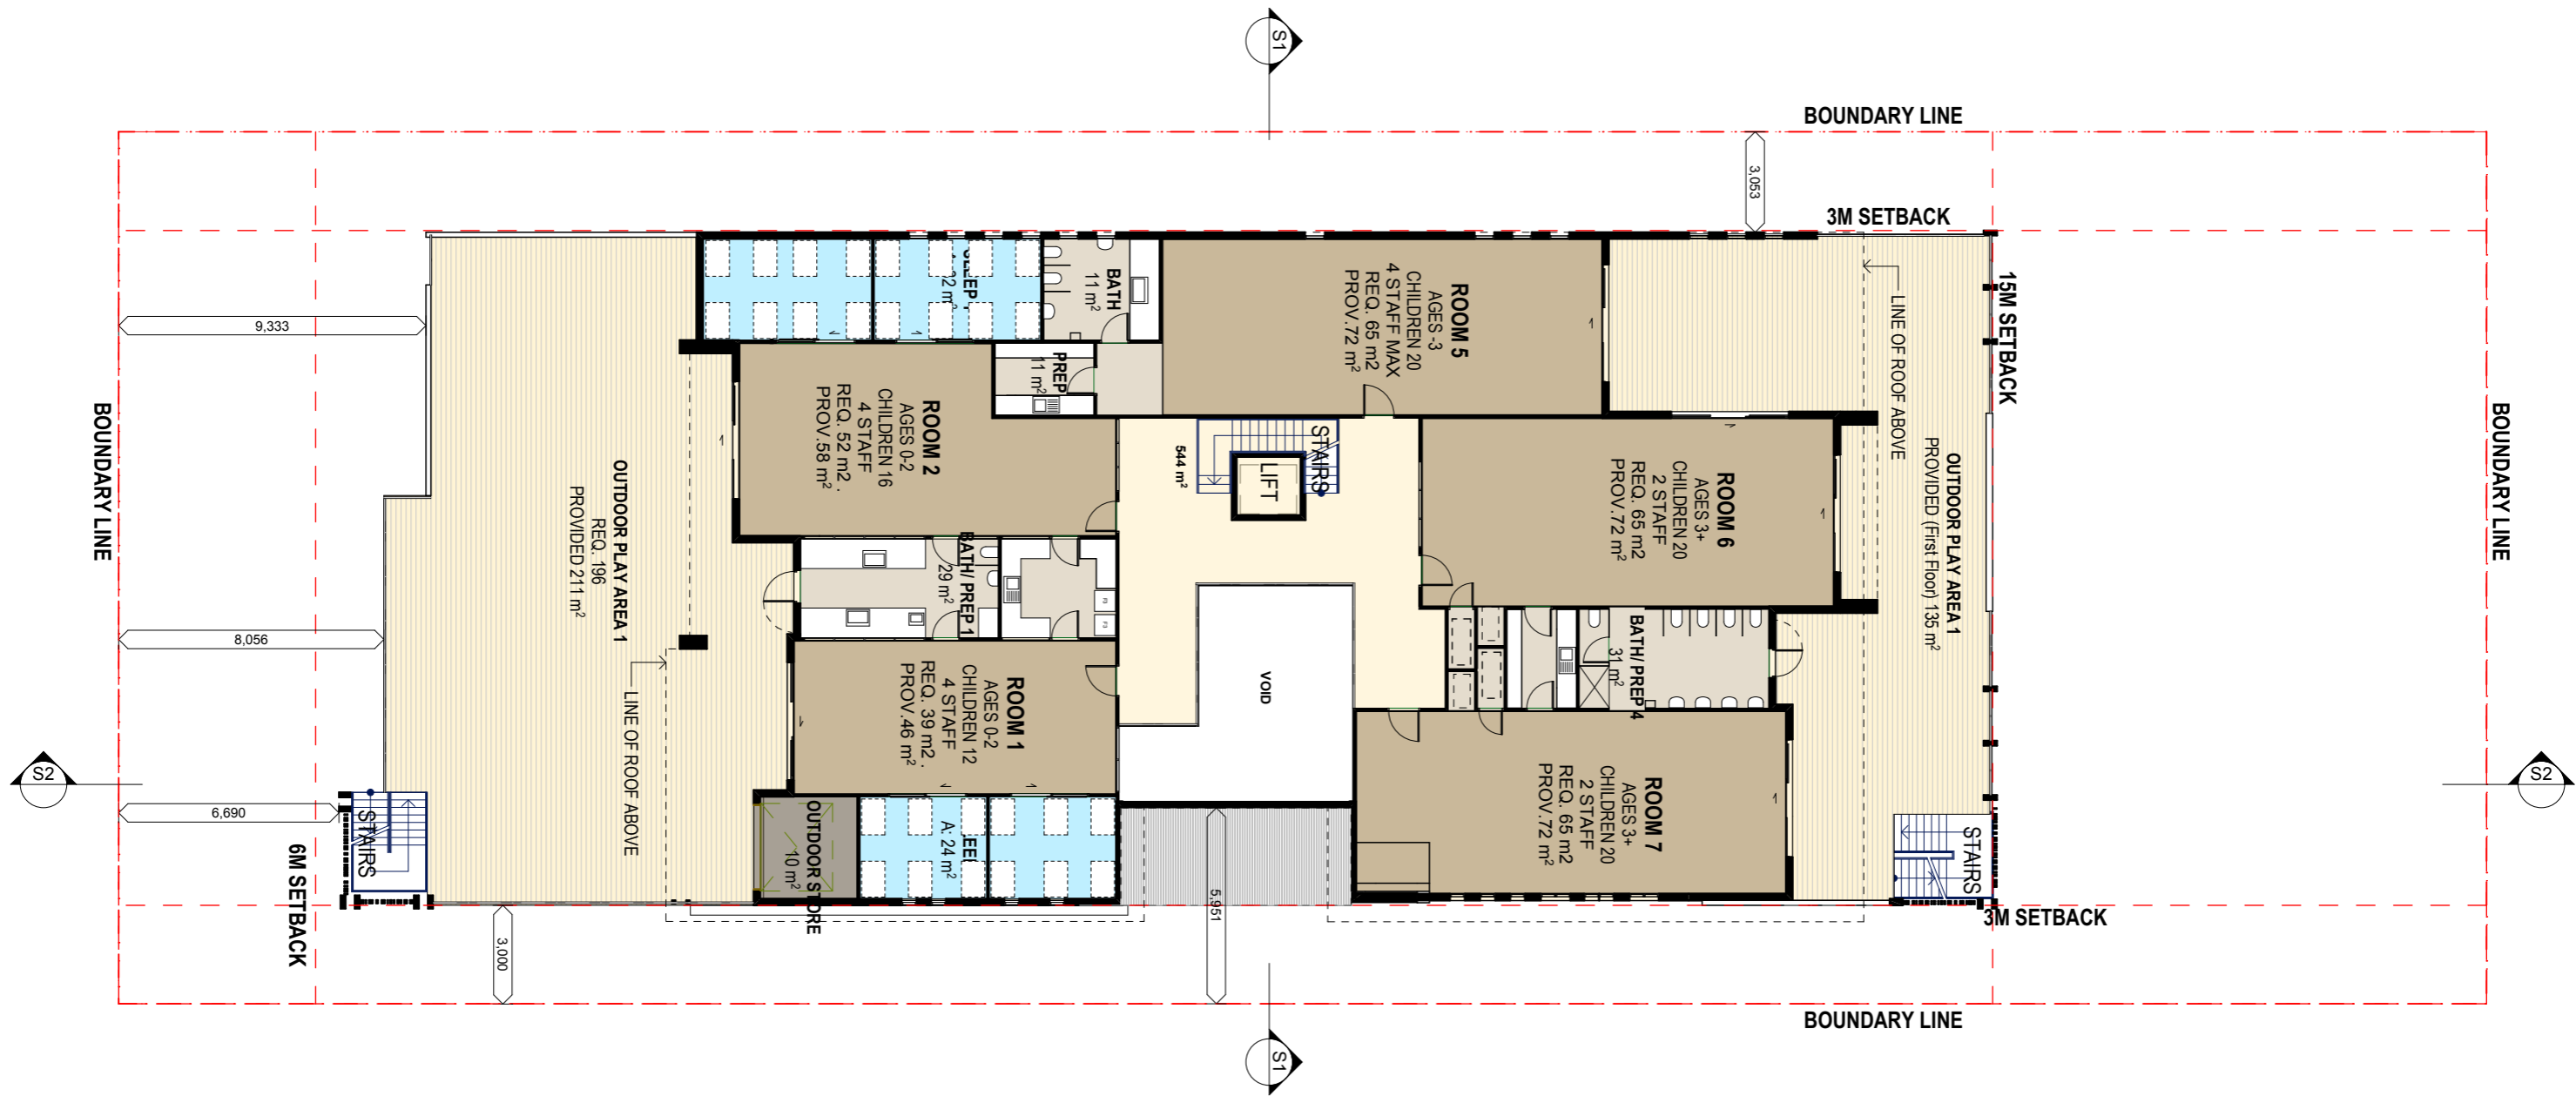 S1
BOUNDARY LINE
3,053
3M SETBACK
15M SETBACK
9,333
BATH
11 m²
ROOM 5
AGES -3
CHILDREN 20
4 STAFF MAX
REQ. 65 m2
PROV.72 m²
LINE OF ROOF ABOVE
PREP
11 m²
BOUNDARY LINE
BOUNDARY LINE
ROOM 2
AGES 0-2
CHILDREN 16
4 STAFF
REQ. 52 m2 .
PROV.58 m²
544 m²
STAIRS
LIFT
ROOM 6
AGES 3+
CHILDREN 20
2 STAFF
REQ. 65 m2
PROV.72 m²
OUTDOOR PLAY AREA 1
PROVIDED (First Floor) 135 m²
OUTDOOR PLAY AREA 1
REQ. 196
PROVIDED 211 m²
BATH/ PREP 1
29 m²
8,056
BATH/ PREP 4
31 m²
VOID
LINE OF ROOF ABOVE
ROOM 1
AGES 0-2
CHILDREN 12
4 STAFF
REQ. 39 m2 .
PROV.46 m²
ROOM 7
AGES 3+
CHILDREN 20
2 STAFF
REQ. 65 m2
PROV.72 m²
S2
S2
6,690
STAIRS
OUTDOOR STORE
10 m²
A: 24 m²
STAIRS
6M SETBACK
3,000
5,951
3M SETBACK
BOUNDARY LINE
S1